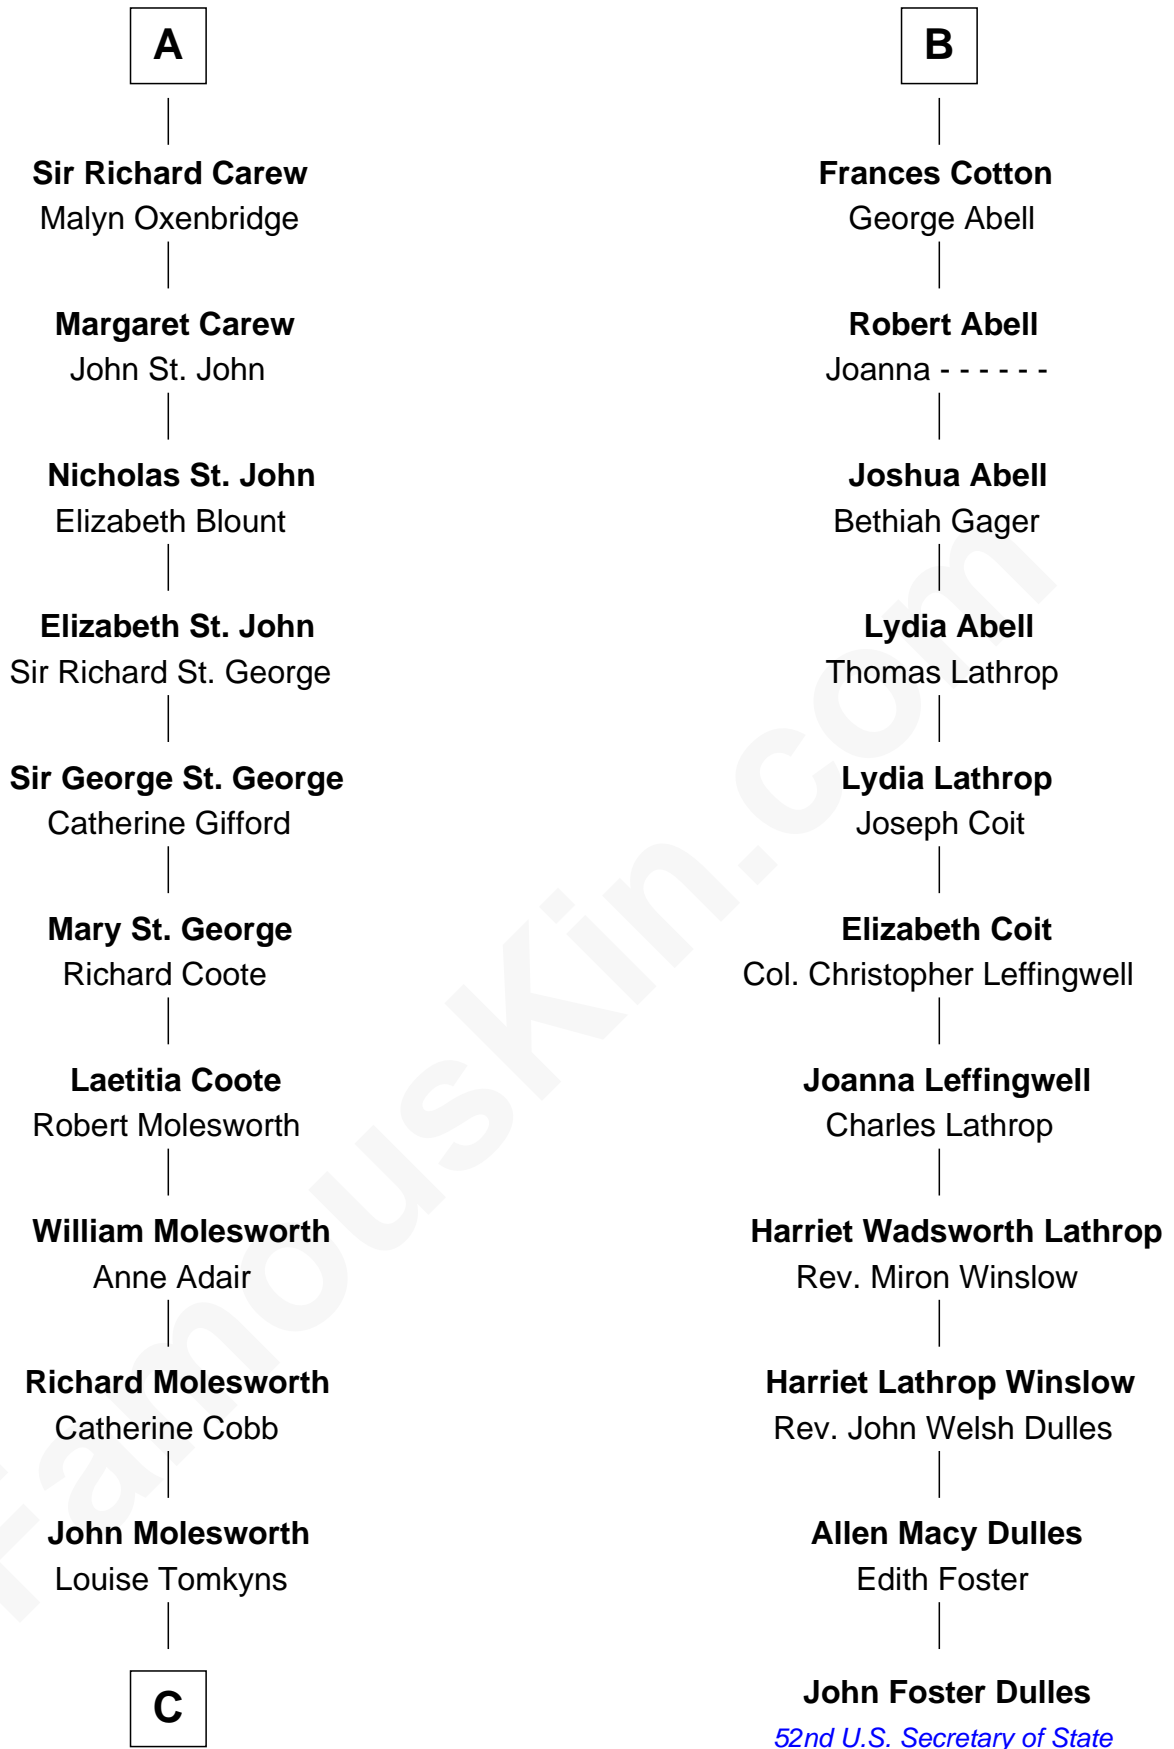 A
Sir Richard Carew
Malyn Oxenbridge
Margaret Carew
John St. John
Nicholas St. John
Elizabeth Blount
Elizabeth St. John
Sir Richard St. George
Sir George St. George
Catherine Gifford
Mary St. George
Richard Coote
Laetitia Coote
Robert Molesworth
William Molesworth
Anne Adair
Richard Molesworth
Catherine Cobb
John Molesworth
Louise Tomkyns
C
B
Frances Cotton
George Abell
Robert Abell
Joanna - - - - - -
Joshua Abell
Bethiah Gager
Lydia Abell
Thomas Lathrop
Lydia Lathrop
Joseph Coit
Elizabeth Coit
Col. Christopher Leffingwell
Joanna Leffingwell
Charles Lathrop
Harriet Wadsworth Lathrop
Rev. Miron Winslow
Harriet Lathrop Winslow
Rev. John Welsh Dulles
Allen Macy Dulles
Edith Foster
John Foster Dulles
52nd U.S. Secretary of State
FamousKin.com